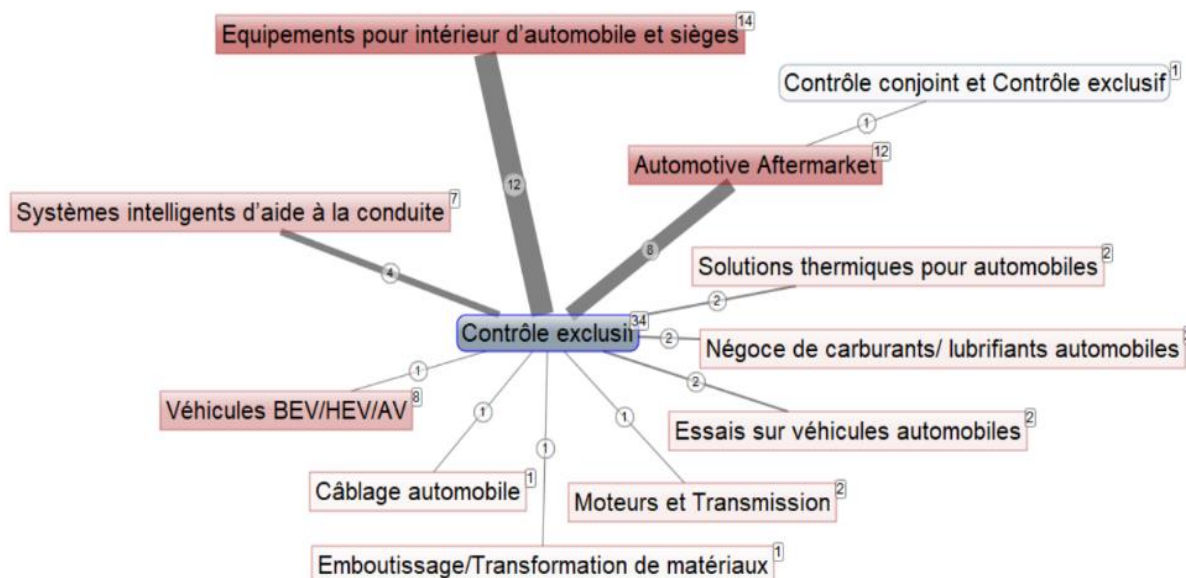 Equipements pour intérieur d’automobile et sièges 14
Contrôle conjoint et Contrôle exclusif 1
1
Automotive Aftermarket 12
12
Systèmes intelligents d’aide à la conduite 7
8
4
Solutions thermiques pour automobiles 2
2
Contrôle exclusif 34
2
Négoce de carburants/ lubrifiants automobiles
1
2
Véhicules BEV/HEV/AV 8
1
1
Essais sur véhicules automobiles 2
1
Câblage automobile 1
Moteurs et Transmission 2
Emboutissage/Transformation de matériaux 1